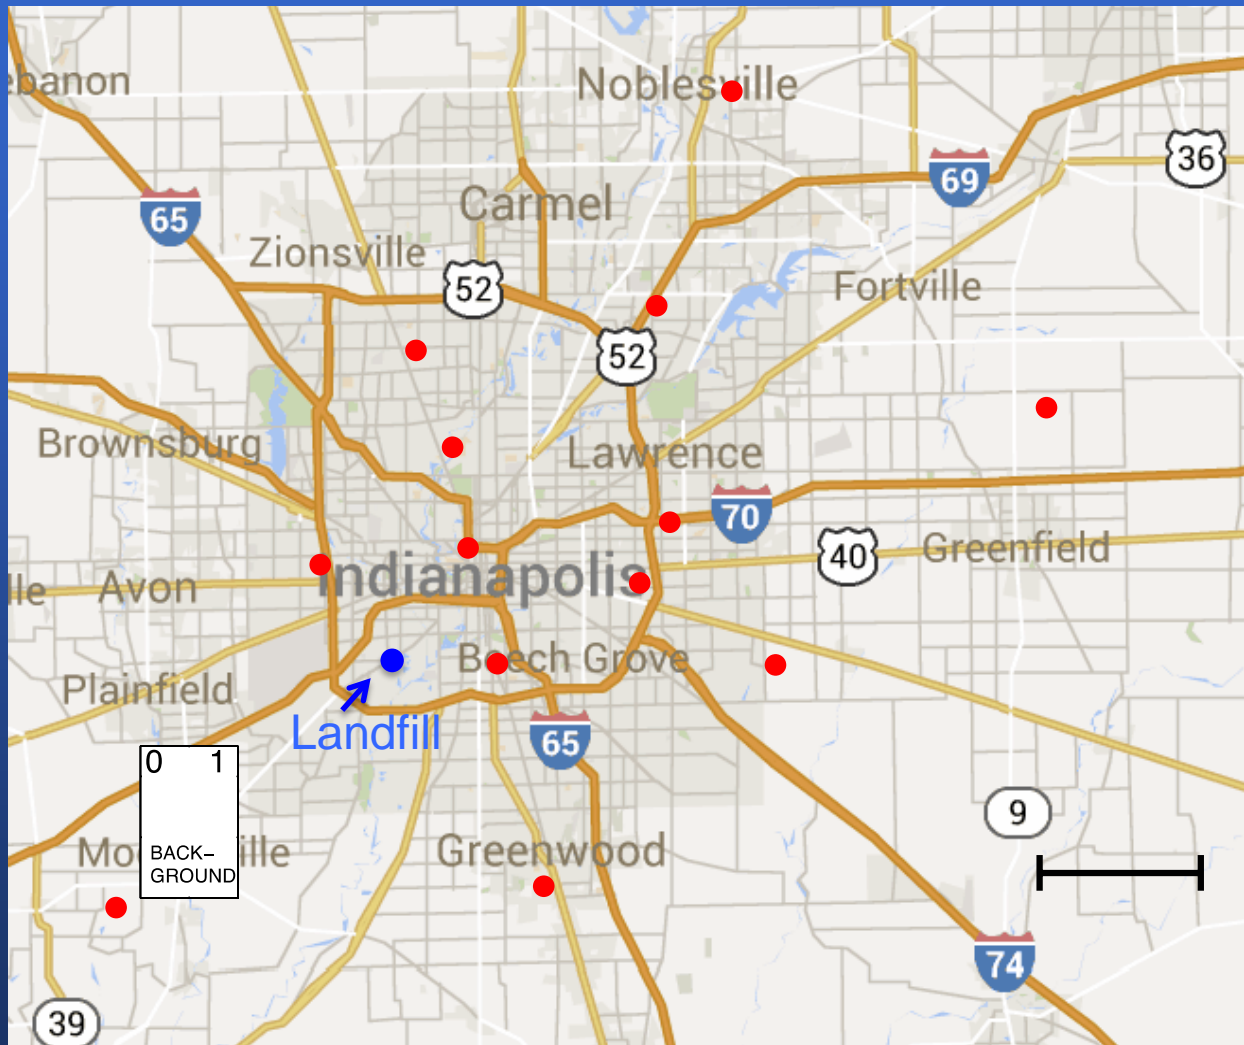 Noblesville
ebanon
36
69
Carmel
65
Zionsville
52
Fortville
52
Brownsburg
Lawrence
70
40
Greenfield
Indianapolis
lle
Avon
Beech Grove
Plainfield
Landfill
65
0 1
9
Mo
ille
BACK-
GROUND
Greenwood
74
39